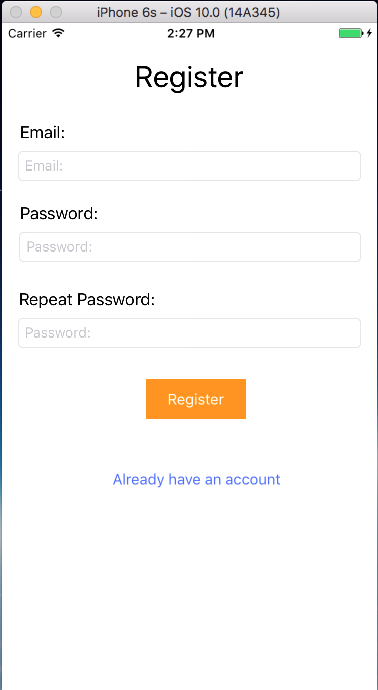 iPhone 6s – iOS 10.0 (14A345)
Carrier 2:27 PM
Register
Email:
Email:
Password:
Password:
Repeat Password:
Password:
Register
Already have an account